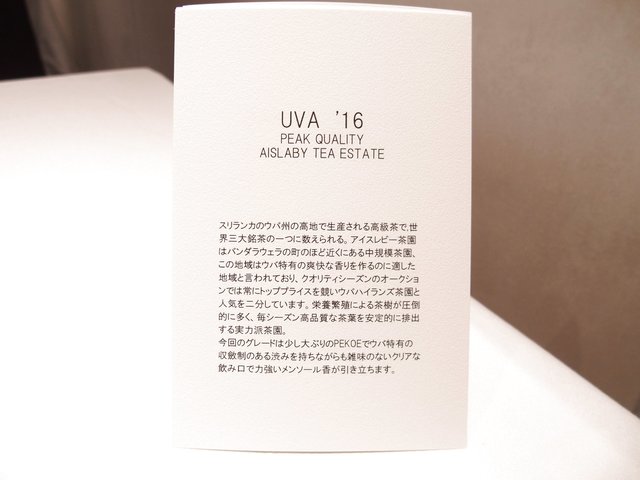 UVA '16
PEAK QUALITY
AISLABY TEA ESTATE
スリランカのウバ州の高地で生産される高級茶で,世
界三大銘茶の一つに数えられる。アイスレビー茶園
はバンダラウェラの町のほど近くにある中規模茶園、
この地域はウバ特有の爽快な香りを作るのに適した
地域と言われており、クオリティシーズンのオークショ
ンでは常にトッププライスを競いウバハイランズ茶園と
人気を二分しています。栄養繁殖による茶樹が圧倒
的に多く、毎シーズン高品質な茶葉を安定的に排出
する実力派茶園。
今回のグレードは少し大ぶりのPEKOEでウバ特有の
収斂制のある渋みを持ちながらも雑味のないクリアな
飲み口で力強いメンソール香が引き立ちます。